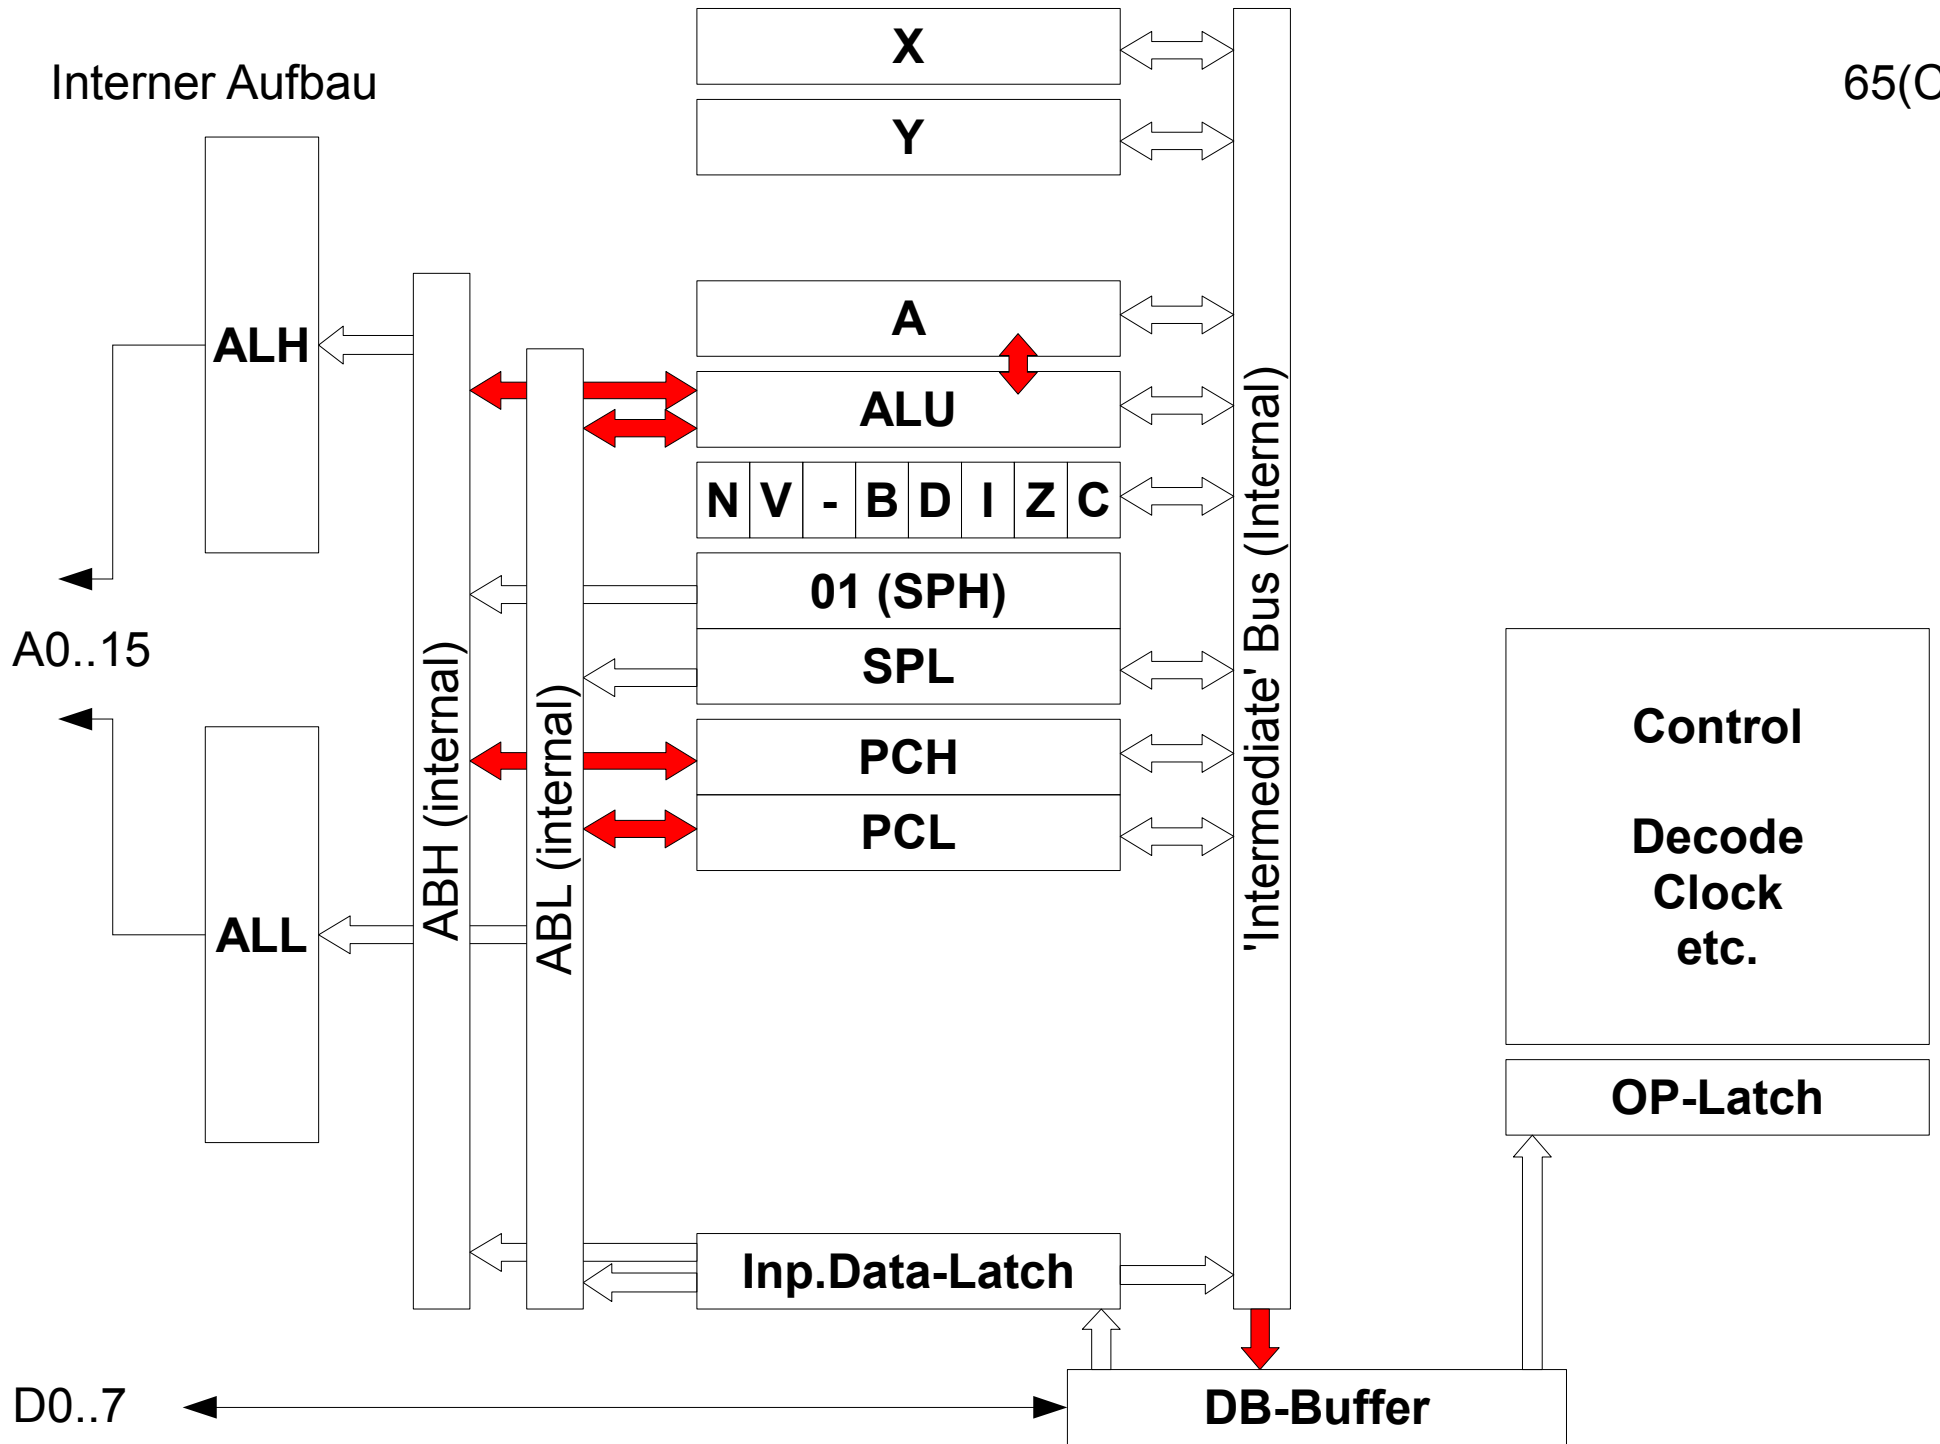 Interner Aufbau
65(C
X
Y
A
ALU
N V - B D I Z C
01 (SPH)
SPL
PCH
PCL
ALH
A0..15
ALL
ABH (internal)
ABL (internal)
'Intermediate' Bus (Internal)
Control
Decode
Clock
etc.
OP-Latch
Inp.Data-Latch
D0..7
DB-Buffer